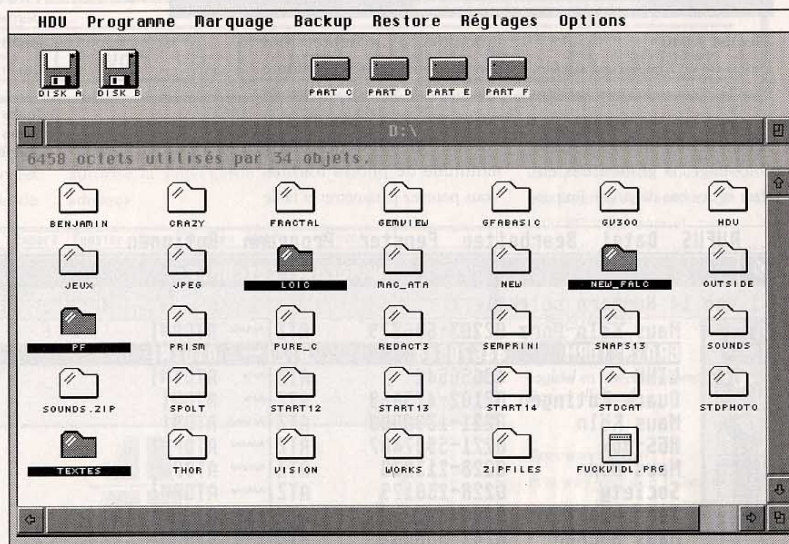 HDU Programme Marquage Backup Restore Réglages Options
DISK A DISK B PART C PART D PART E PART F
D:\
6458 octets utilisés par 34 objets.
BENJAMIN CRAZY FRACTAL GEMVIEW GFABASIC GV300 HDU
JEUX JPEG LOIC MAC_ATA NEW NEW_FALC OUTSIDE
PF PRISM PURE_C REDACT3 SEMPRINI SNAPS13 SOUNDS
SOUNDS.ZIP SPOLT START12 START13 START14 STDCAT STDPHOTO
TEXTES THOR VISION WORKS ZIPFILES FUCKVIDL.PRG